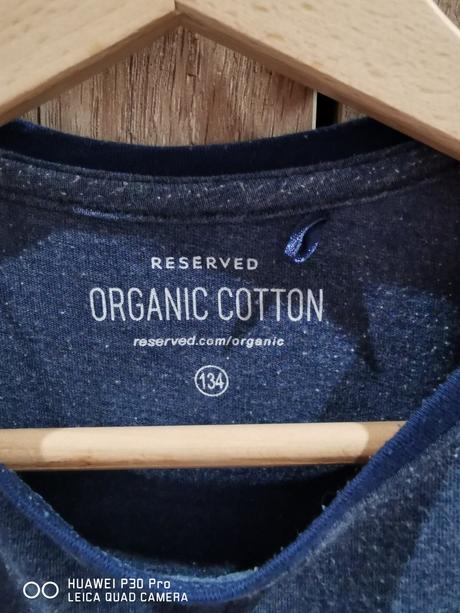 RESERVED
ORGANIC COTTON
reserved.com/organic
134
HUAWEI P30 Pro
LEICA QUAD CAMERA